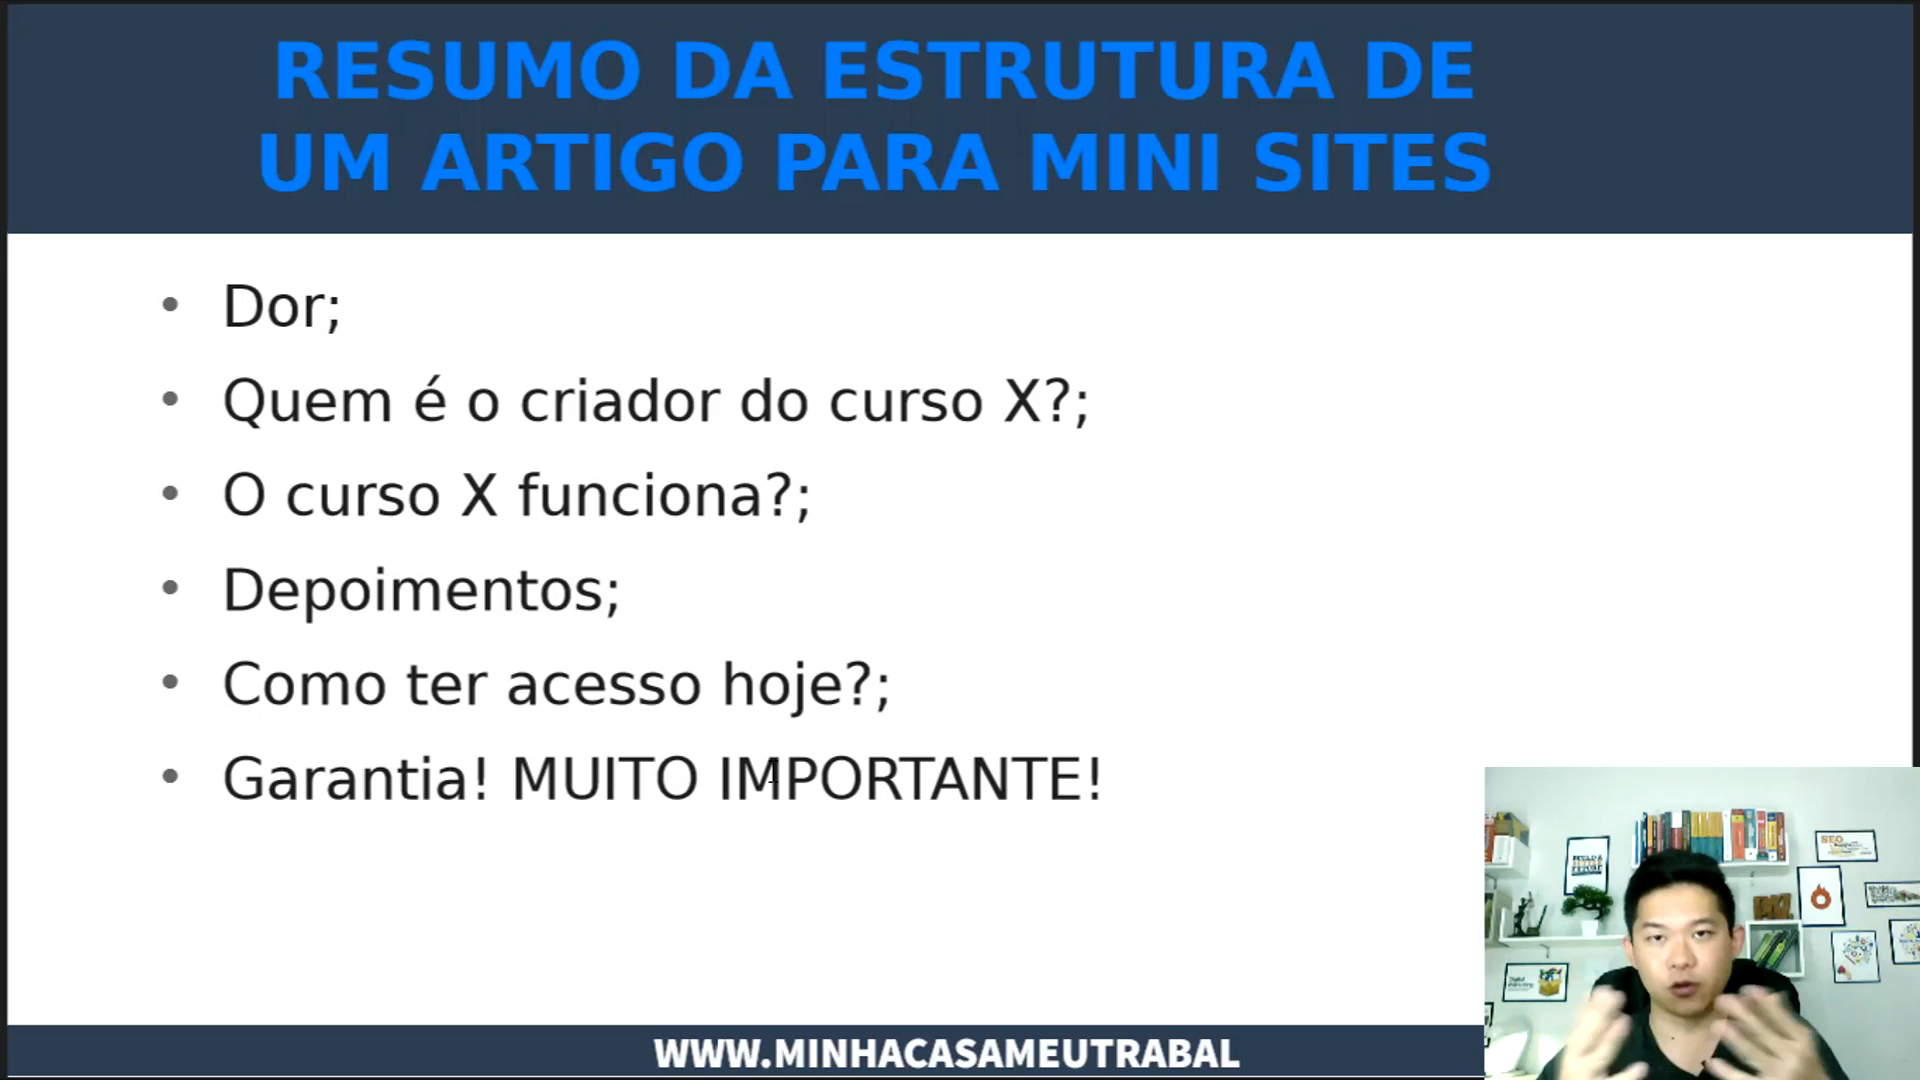 RESUMO DA ESTRUTURA DE
UM ARTIGO PARA MINI SITES
• Dor;
• Quem é o criador do curso X?;
• O curso X funciona?;
• Depoimentos;
• Como ter acesso hoje?;
• Garantia! MUITO IMPORTANTE!
SEO
WWW.MINHACASAMEUTRABAL